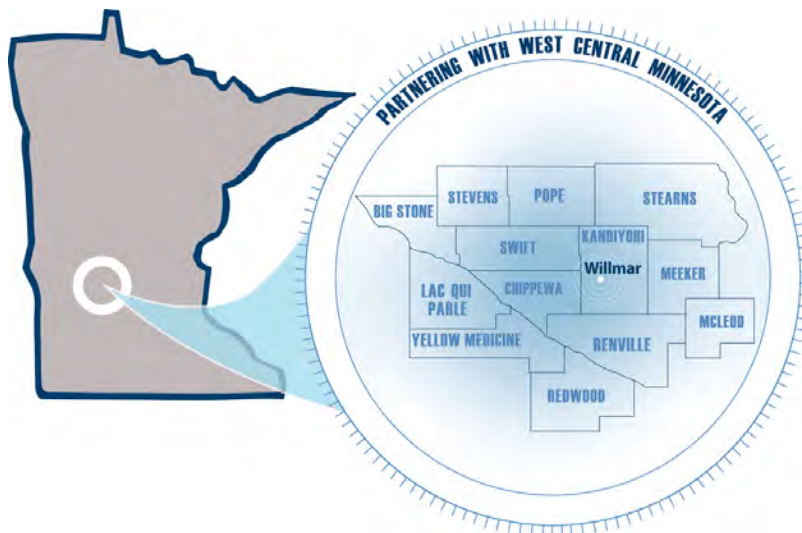 PARTNERING WITH WEST CENTRAL MINNESOTA
STEVENS
POPE
STEARNS
BIG STONE
SWIFT
KANDIYOHI
Willmar
MEEKER
LAC QUI
PARLE
CHIPPEWA
MCLEOD
YELLOW MEDICINE
RENVILLE
REDWOOD